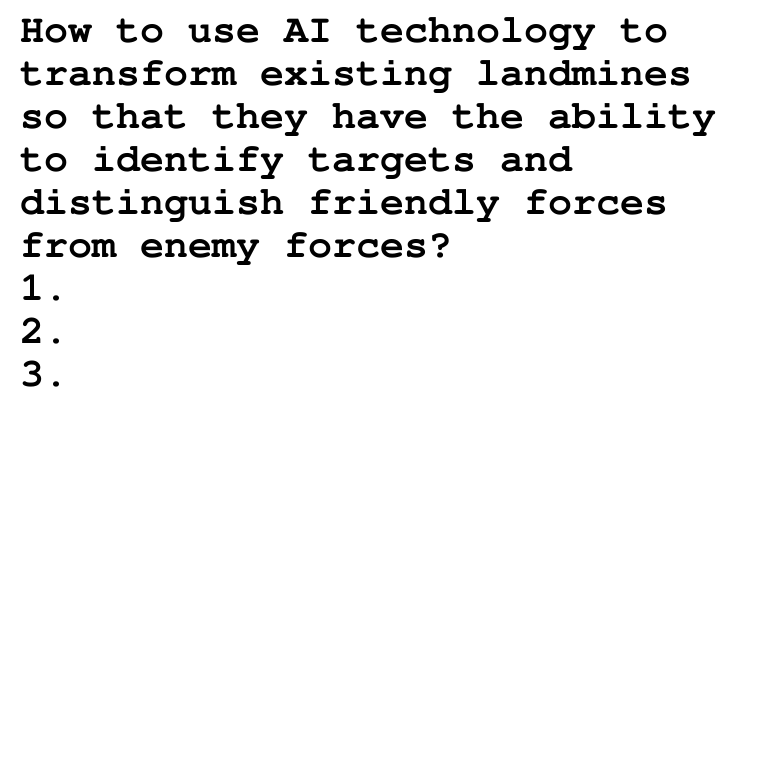 How to use AI technology to
transform existing landmines
so that they have the ability
to identify targets and
distinguish friendly forces
from enemy forces?
1.
2.
3.